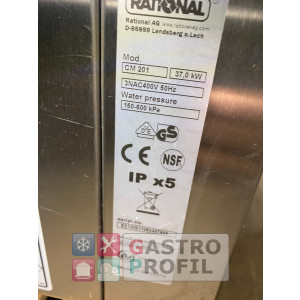 RATIONAL
Rational AG
D-86899 Landsberg a.Lech
Mod.
CM 201 37,0 kW
3NAC400V 50Hz
Water pressure
150-600 kPa
GS
CE NSF
IP x5
GASTRO
PROFIL